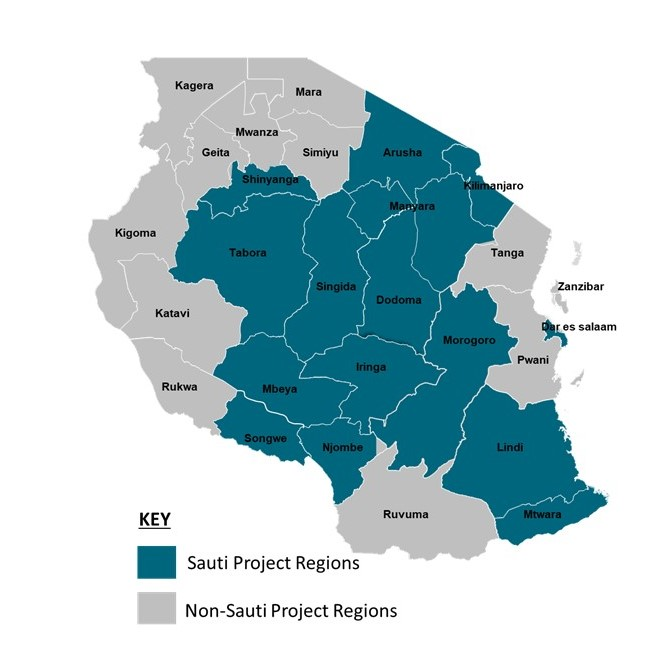 Kagera
Mara
Mwanza
Geita
Simiyu
Arusha
Shinyanga
Kilimanjaro
Manyara
Kigoma
Tabora
Tanga
Singida
Zanzibar
Dodoma
Katavi
Dar es salaam
Morogoro
Pwani
Iringa
Rukwa
Mbeya
Songwe
Njombe
Lindi
Ruvuma
Mtwara
KEY
Sauti Project Regions
Non-Sauti Project Regions